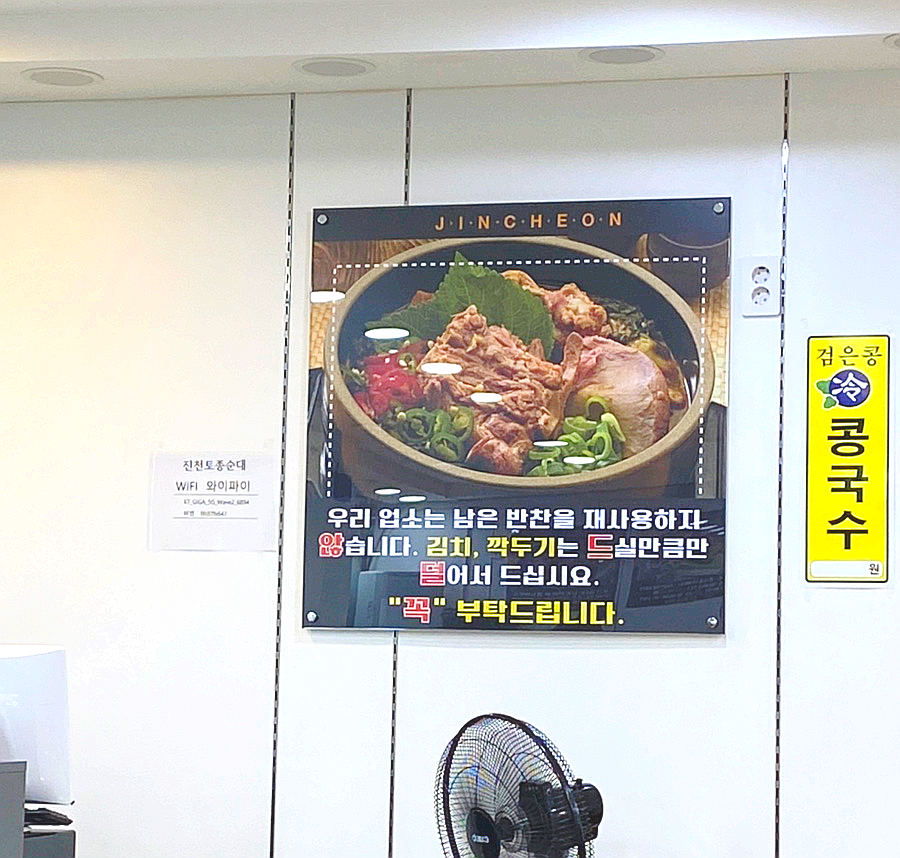 J·I·N·C·H·E·O·N
우리 업소는 남은 반찬을 재사용하지
않습니다. 김치, 깍두기는 드실만큼만
덜어서 드십시요.
"꼭" 부탁드립니다.
진천토종순대
WiFi 와이파이
검은콩
冷
콩
국
수
원